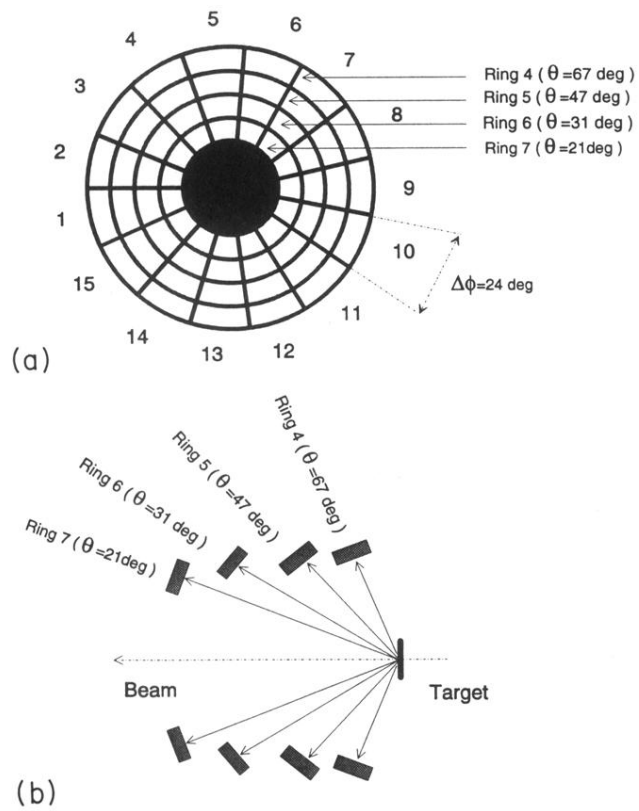 5
6
4
7
Ring 4 ( θ =67 deg )
3
Ring 5 ( θ =47 deg )
8
Ring 6 ( θ =31 deg )
2
Ring 7 ( θ =21deg )
9
1
10
15
Δϕ=24 deg
11
14
12
13
(a)
Ring 4 ( θ =67 deg )
Ring 5 ( θ =47 deg )
Ring 6 ( θ =31 deg )
Ring 7 ( θ =21deg )
Beam
Target
(b)